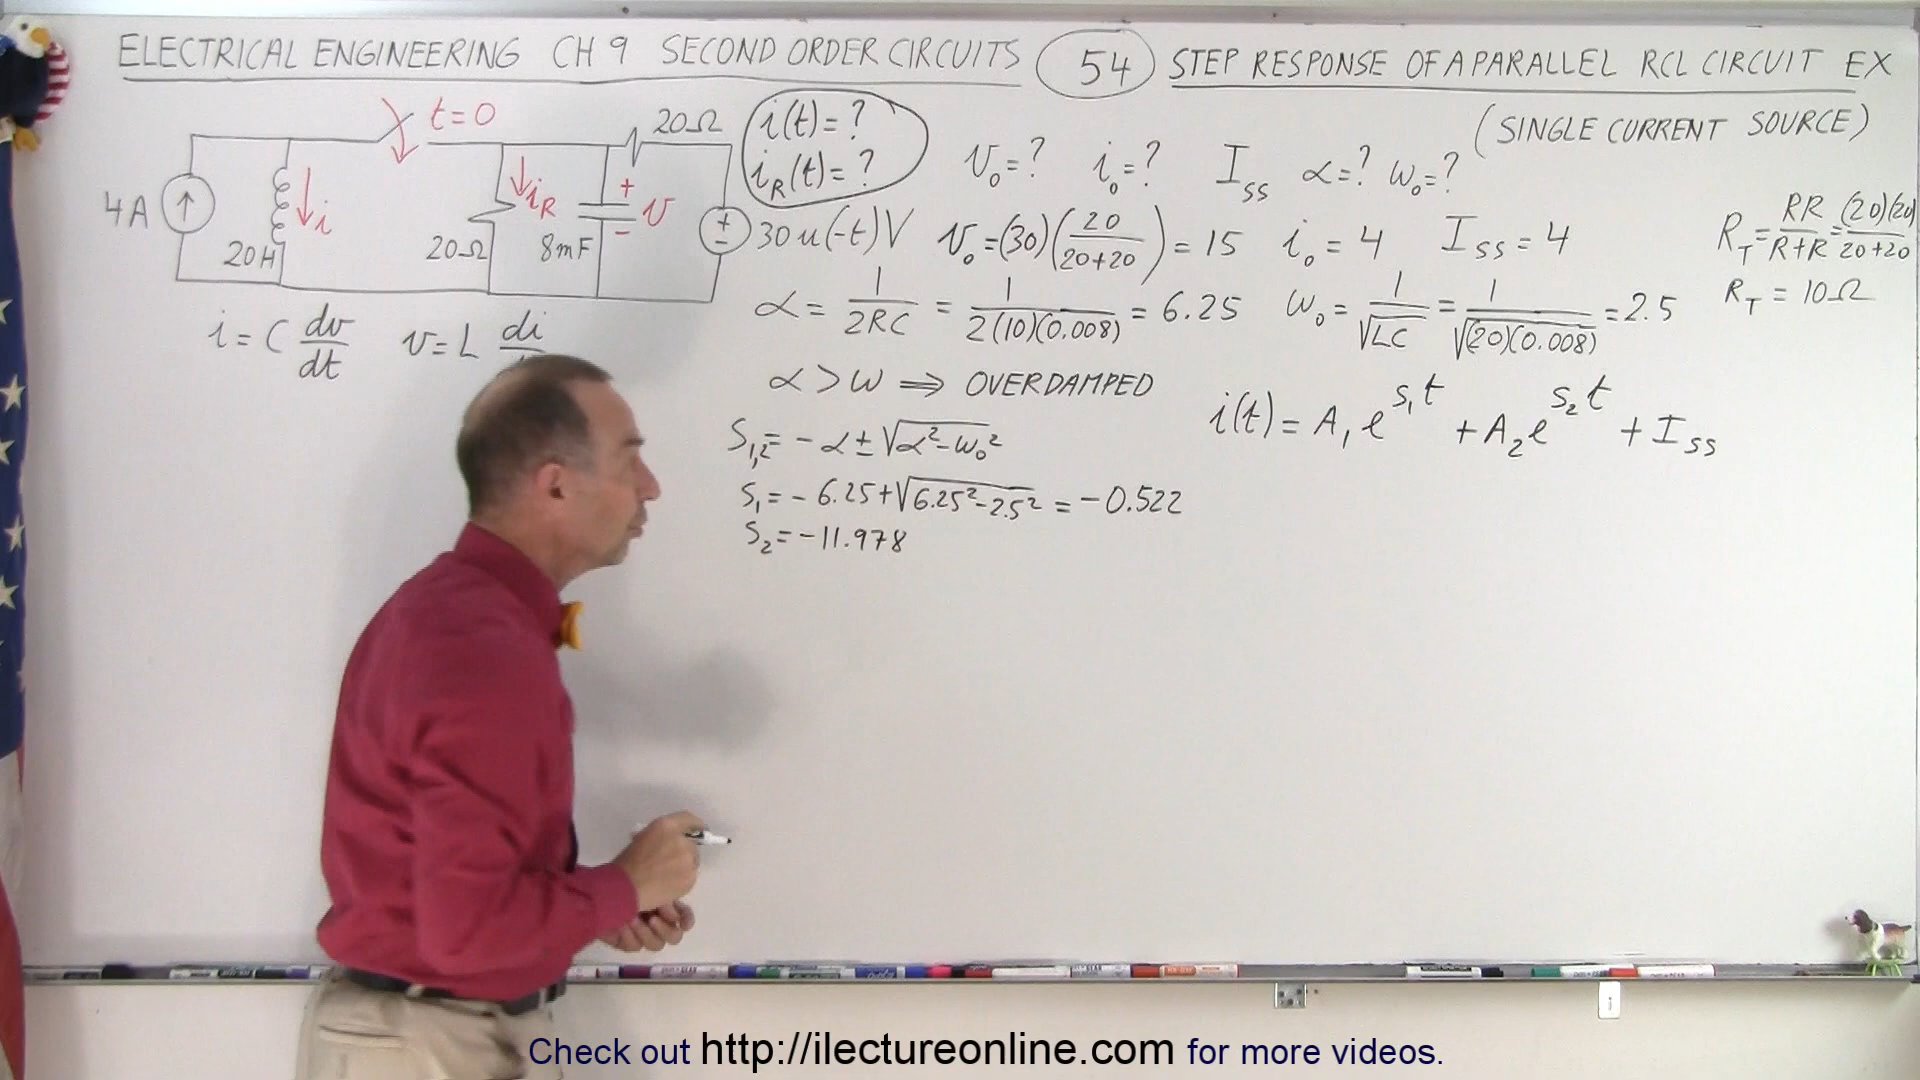 ELECTRICAL ENGINEERING CH 9 SECOND ORDER CIRCUITS 54 STEP RESPONSE OF A PARALLEL RCL CIRCUIT EX
(SINGLE CURRENT SOURCE)
t=0
20Ω
i(t)=?
i_R(t)=?
v₀=? i₀=? I_SS α=? ω₀=?
4A
i
20H
i_R
20Ω
8mF
+
-
v
+
-
30u(-t)V
v₀=(30)(20/(20+20))=15 i₀=4 I_SS=4
R_T=RR/(R+R)=(20)(20)/(20+20)
R_T=10Ω
α=1/(2RC)=1/(2(10)(0.008))=6.25 ω₀=1/√(LC)=1/√((20)(0.008))=2.5
i=C dv/dt v=L di
α>ω ⇒ OVERDAMPED
S₁,₂=-α±√(α²-ω₀²)
S₁=-6.25+√(6.25²-2.5²)=-0.522
S₂=-11.978
i(t)=A₁e^(S₁t)+A₂e^(S₂t)+I_SS
Check out http://ilectureonline.com for more videos.